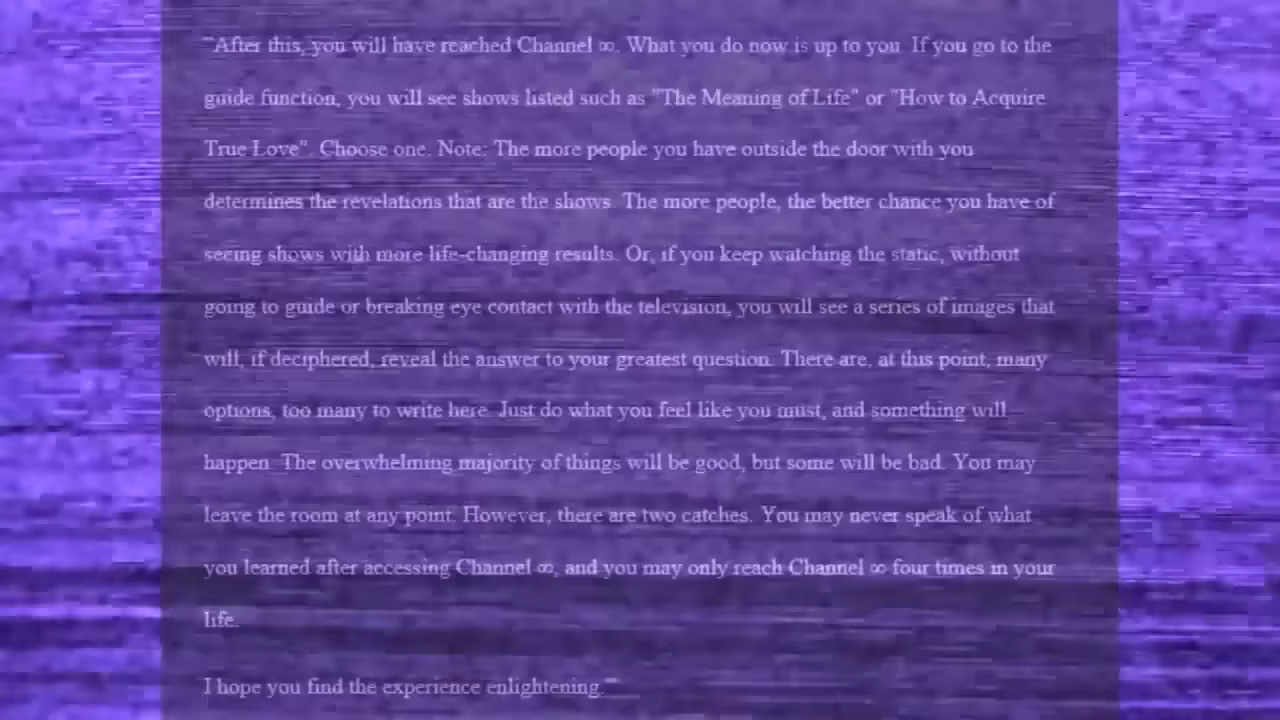 "'After this, you will have reached Channel ∞. What you do now is up to you. If you go to the
guide function, you will see shows listed such as "The Meaning of Life" or "How to Acquire
True Love". Choose one. Note: The more people you have outside the door with you
determines the revelations that are the shows. The more people, the better chance you have of
seeing shows with more life-changing results. Or, if you keep watching the static, without
going to guide or breaking eye contact with the television, you will see a series of images that
will, if deciphered, reveal the answer to your greatest question. There are, at this point, many
options, too many to write here. Just do what you feel like you must, and something will
happen. The overwhelming majority of things will be good, but some will be bad. You may
leave the room at any point. However, there are two catches. You may never speak of what
you learned after accessing Channel ∞, and you may only reach Channel ∞ four times in your
life.
I hope you find the experience enlightening.'"